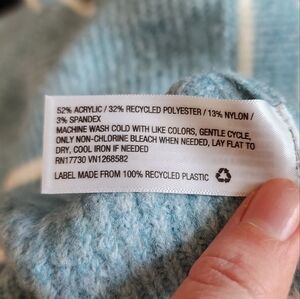 52% ACRYLIC / 32% RECYCLED POLYESTER / 13% NYLON /
3% SPANDEX
MACHINE WASH COLD WITH LIKE COLORS, GENTLE CYCLE,
ONLY NON-CHLORINE BLEACH WHEN NEEDED, LAY FLAT TO
DRY, COOL IRON IF NEEDED
RN17730 VN1268582
LABEL MADE FROM 100% RECYCLED PLASTIC